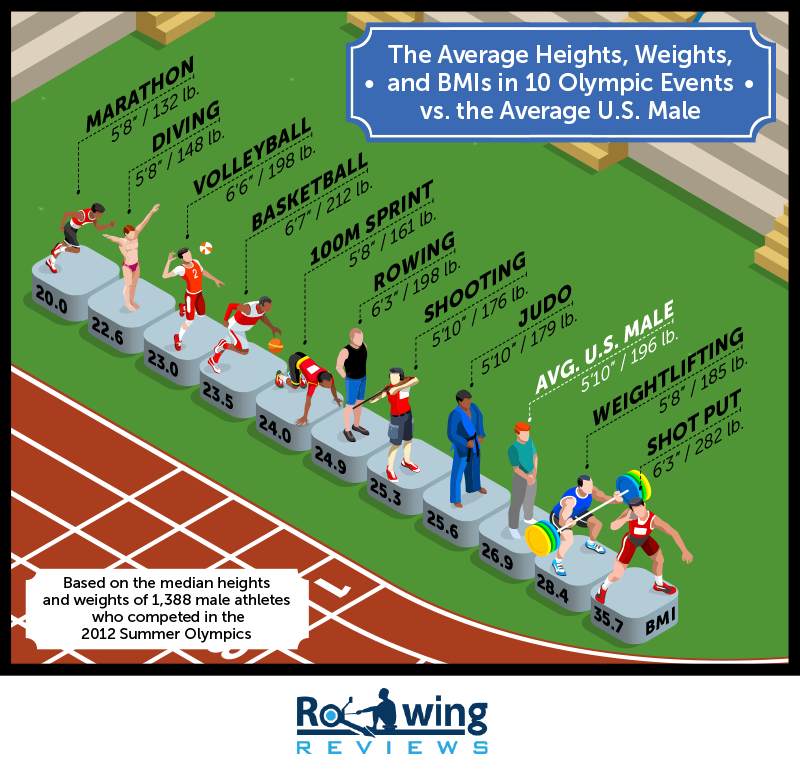 The Average Heights, Weights,
• and BMIs in 10 Olympic Events •
vs. the Average U.S. Male
MARATHON
5’8” / 132 lb.
DIVING
5’8” / 148 lb.
VOLLEYBALL
6’6” / 198 lb.
BASKETBALL
6’7” / 212 lb.
100M SPRINT
5’8” / 161 lb.
ROWING
6’3” / 198 lb.
SHOOTING
5’10” / 176 lb.
JUDO
5’10” / 179 lb.
AVG. U.S. MALE
5’10” / 196 lb.
WEIGHTLIFTING
5’8” / 185 lb.
SHOT PUT
6’3” / 282 lb.
20.0
22.6
23.0
23.5
24.0
24.9
25.3
25.6
26.9
28.4
35.7 BMI
2
Based on the median heights
and weights of 1,388 male athletes
who competed in the
2012 Summer Olympics
Rowing
REVIEWS